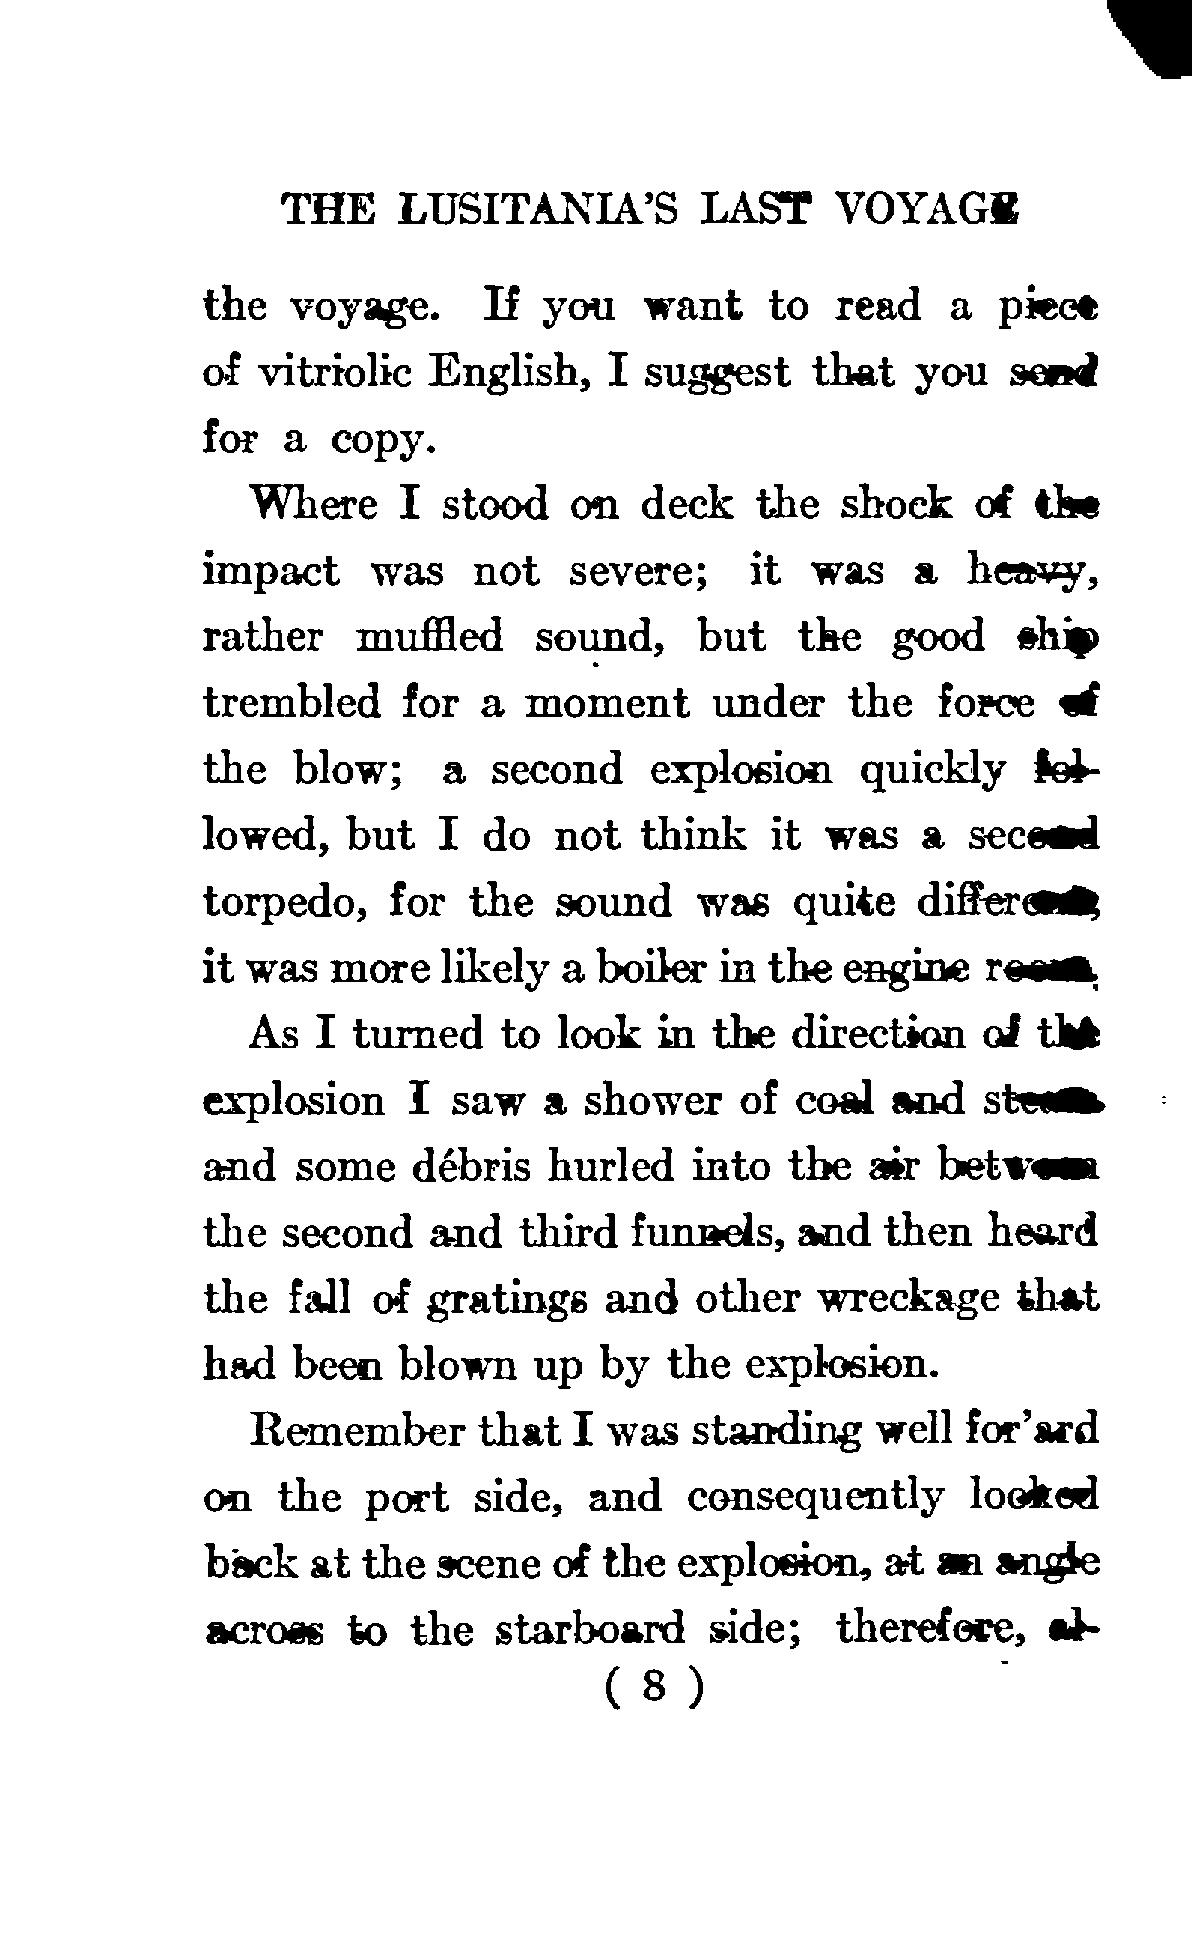 THE LUSITANIA'S LAST VOYAGE
the voyage. If you want to read a piece
of vitriolic English, I suggest that you send
for a copy.
Where I stood on deck the shock of the
impact was not severe; it was a heavy,
rather muffled sound, but the good ship
trembled for a moment under the force of
the blow; a second explosion quickly fol-
lowed, but I do not think it was a second
torpedo, for the sound was quite different;
it was more likely a boiler in the engine room.
As I turned to look in the direction of the
explosion I saw a shower of coal and steam
and some débris hurled into the air between
the second and third funnels, and then heard
the fall of gratings and other wreckage that
had been blown up by the explosion.
Remember that I was standing well for'ard
on the port side, and consequently looked
back at the scene of the explosion, at an angle
across to the starboard side; therefore, al-
( 8 )